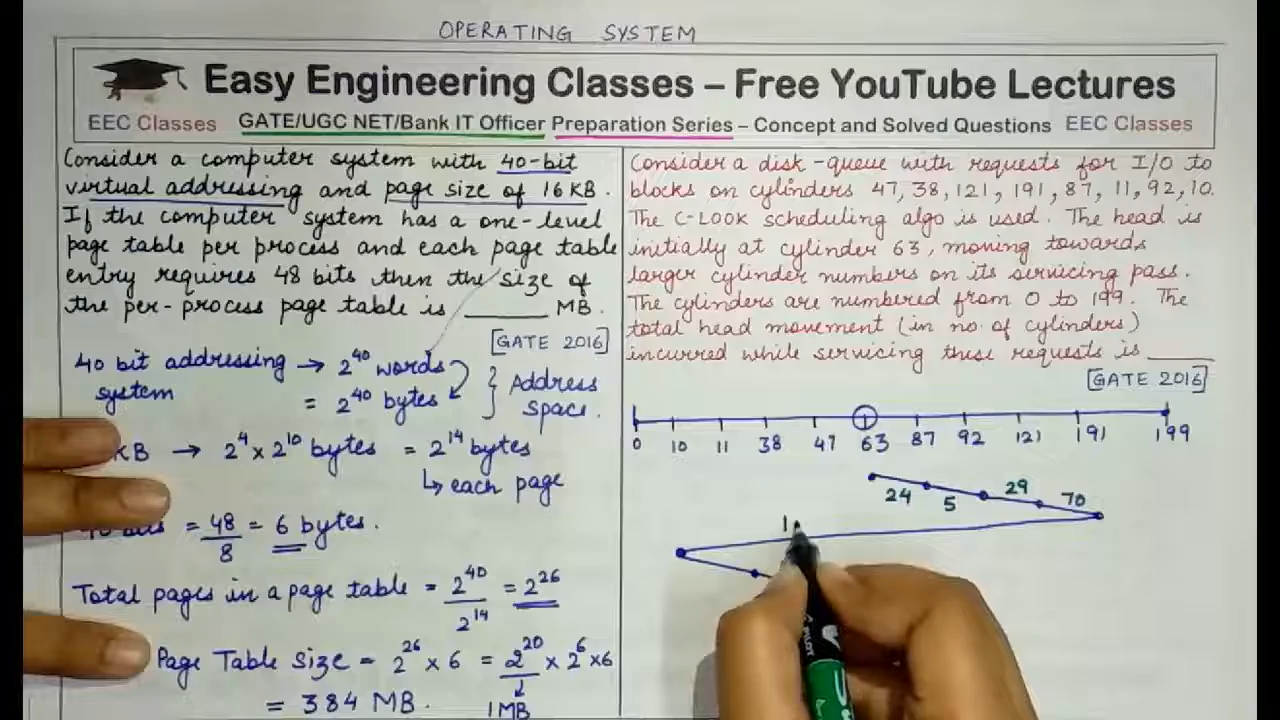 OPERATING SYSTEM
Easy Engineering Classes – Free YouTube Lectures
EEC Classes GATE/UGC NET/Bank IT Officer Preparation Series – Concept and Solved Questions EEC Classes
Consider a computer system with 40-bit
virtual addressing and page size of 16 KB.
If the computer system has a one-level
page table per process and each page table
entry requires 48 bits then the size of
the per-process page table is ______ MB.
[GATE 2016]
40 bit addressing → 2^40 words
system = 2^40 bytes } Address
Space.
KB → 2^4 x 2^10 bytes = 2^14 bytes
↳ each page
bits = 48/8 = 6 bytes.
Total pages in a page table = 2^40/2^14 = 2^26
Page Table Size = 2^26 x 6 = 2^20 x 2^6 x 6
= 384 MB. 1MB
Consider a disk-queue with requests for I/O to
blocks on cylinders 47, 38, 121, 191, 87, 11, 92, 10.
The C-LOOK scheduling algo is used. The head is
initially at cylinder 63, moving towards
larger cylinder numbers on its servicing pass.
The cylinders are numbered from 0 to 199. The
total head movement (in no. of cylinders)
incurred while servicing these requests is ______
[GATE 2016]
0 10 11 38 47 63 87 92 121 191 199
24 5 29 70
1